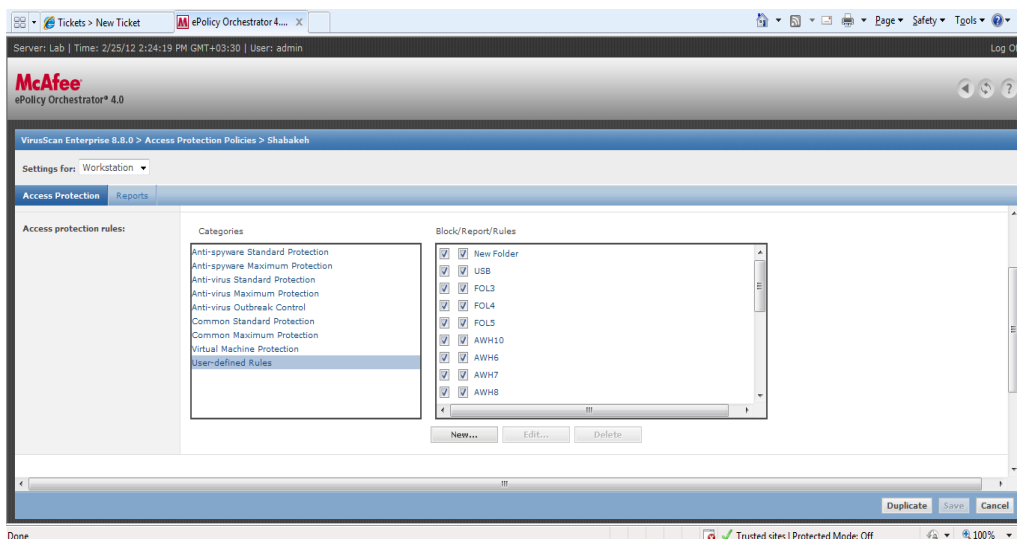 Tickets > New Ticket
ePolicy Orchestrator 4....
X
Page
Safety
Tools
Server: Lab | Time: 2/25/12 2:24:19 PM GMT+03:30 | User: admin
Log O
McAfee
ePolicy Orchestrator® 4.0
VirusScan Enterprise 8.8.0 > Access Protection Policies > Shabakeh
Settings for: Workstation
Access Protection
Reports
Access protection rules:
Categories
Block/Report/Rules
Anti-spyware Standard Protection
Anti-spyware Maximum Protection
Anti-virus Standard Protection
Anti-virus Maximum Protection
Anti-virus Outbreak Control
Common Standard Protection
Common Maximum Protection
Virtual Machine Protection
User-defined Rules
New Folder
USB
FOL3
FOL4
FOL5
AWH10
AWH6
AWH7
AWH8
New...
Edit...
Delete
Duplicate
Save
Cancel
Done
Trusted sites | Protected Mode: Off
100%